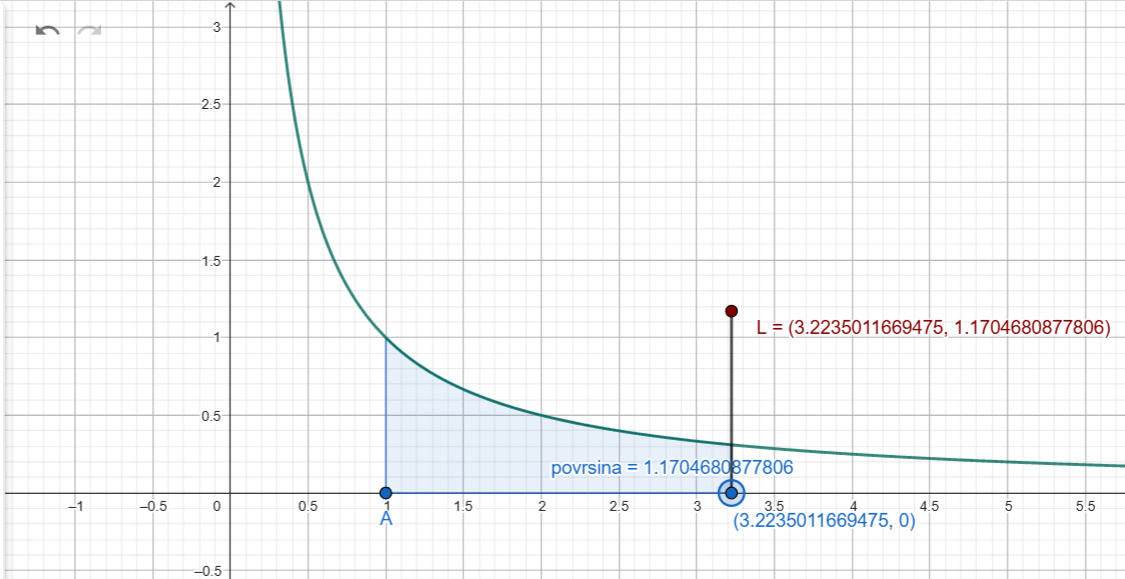 3
2.5
2
1.5
1
L = (3.2235011669475, 1.1704680877806)
0.5
povrsina = 1.1704680877806
–1 –0.5 0 0.5 1 1.5 2 2.5 3 3.5 4 4.5 5 5.5
A (3.2235011669475, 0)
–0.5